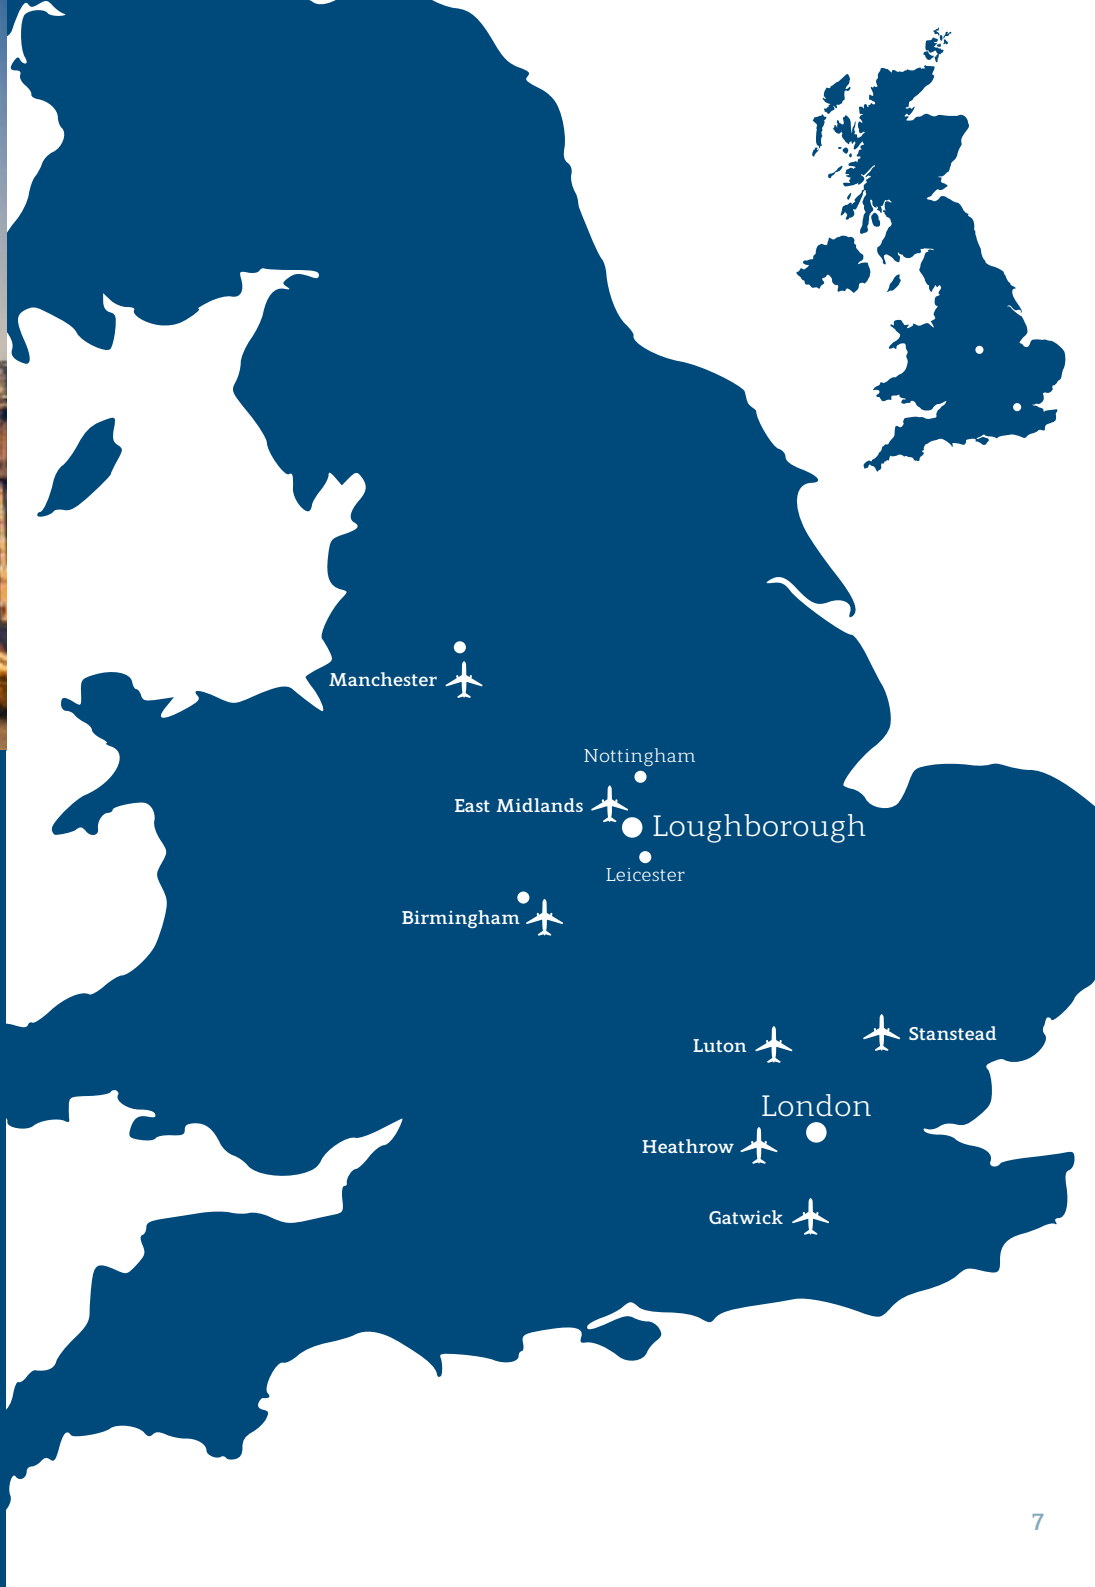 Manchester
Nottingham
East Midlands
Loughborough
Leicester
Birmingham
Stanstead
Luton
London
Heathrow
Gatwick
7